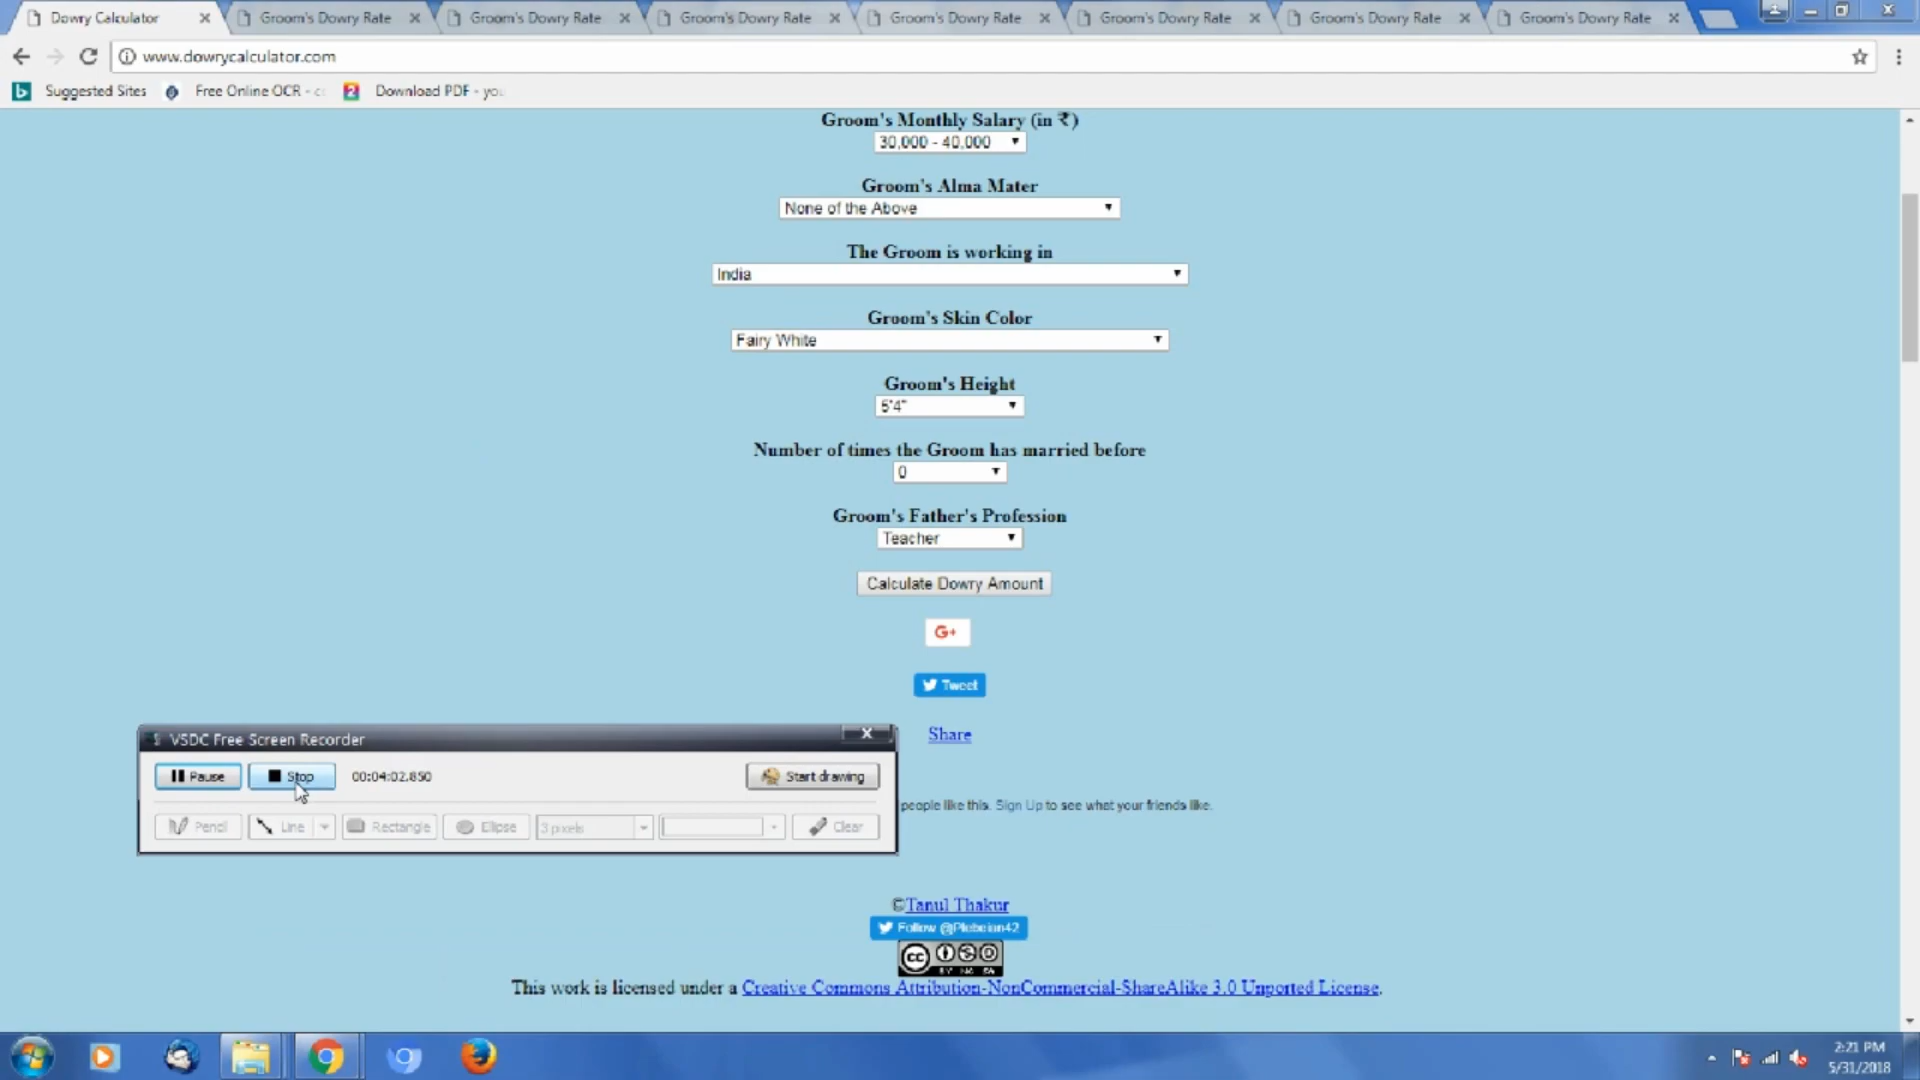 Dowry Calculator
Groom's Dowry Rate
Groom's Dowry Rate
Groom's Dowry Rate
Groom's Dowry Rate
Groom's Dowry Rate
Groom's Dowry Rate
Groom's Dowry Rate
www.dowrycalculator.com
Suggested Sites
Free Online OCR - c
Download PDF - you
Groom's Monthly Salary (in ₹)
30,000 - 40,000
Groom's Alma Mater
None of the Above
The Groom is working in
India
Groom's Skin Color
Fairy White
Groom's Height
5'4"
Number of times the Groom has married before
0
Groom's Father's Profession
Teacher
Calculate Dowry Amount
G+
Tweet
Share
VSDC Free Screen Recorder
Pause Stop 00:04:02.850 Start drawing
Pencil Line Rectangle Ellipse 3 pixels Clear
people like this. Sign Up to see what your friends like.
©Tanul Thakur
Follow @Plebeian42
cc
BY NC SA
This work is licensed under a Creative Commons Attribution-NonCommercial-ShareAlike 3.0 Unported License.
2:21 PM
5/31/2018